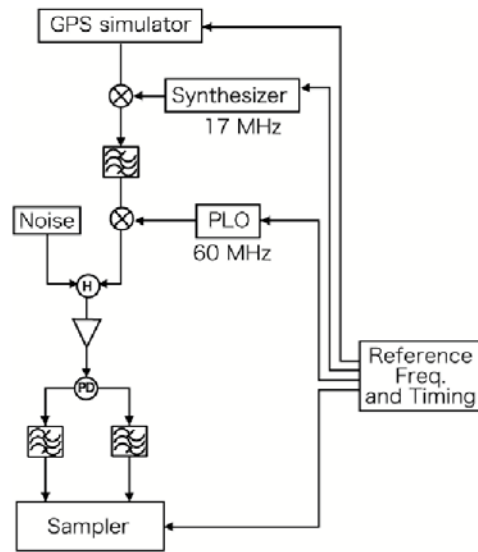 GPS simulator
Synthesizer
17 MHz
Noise
PLO
60 MHz
H
Reference
Freq.
and Timing
PD
Sampler